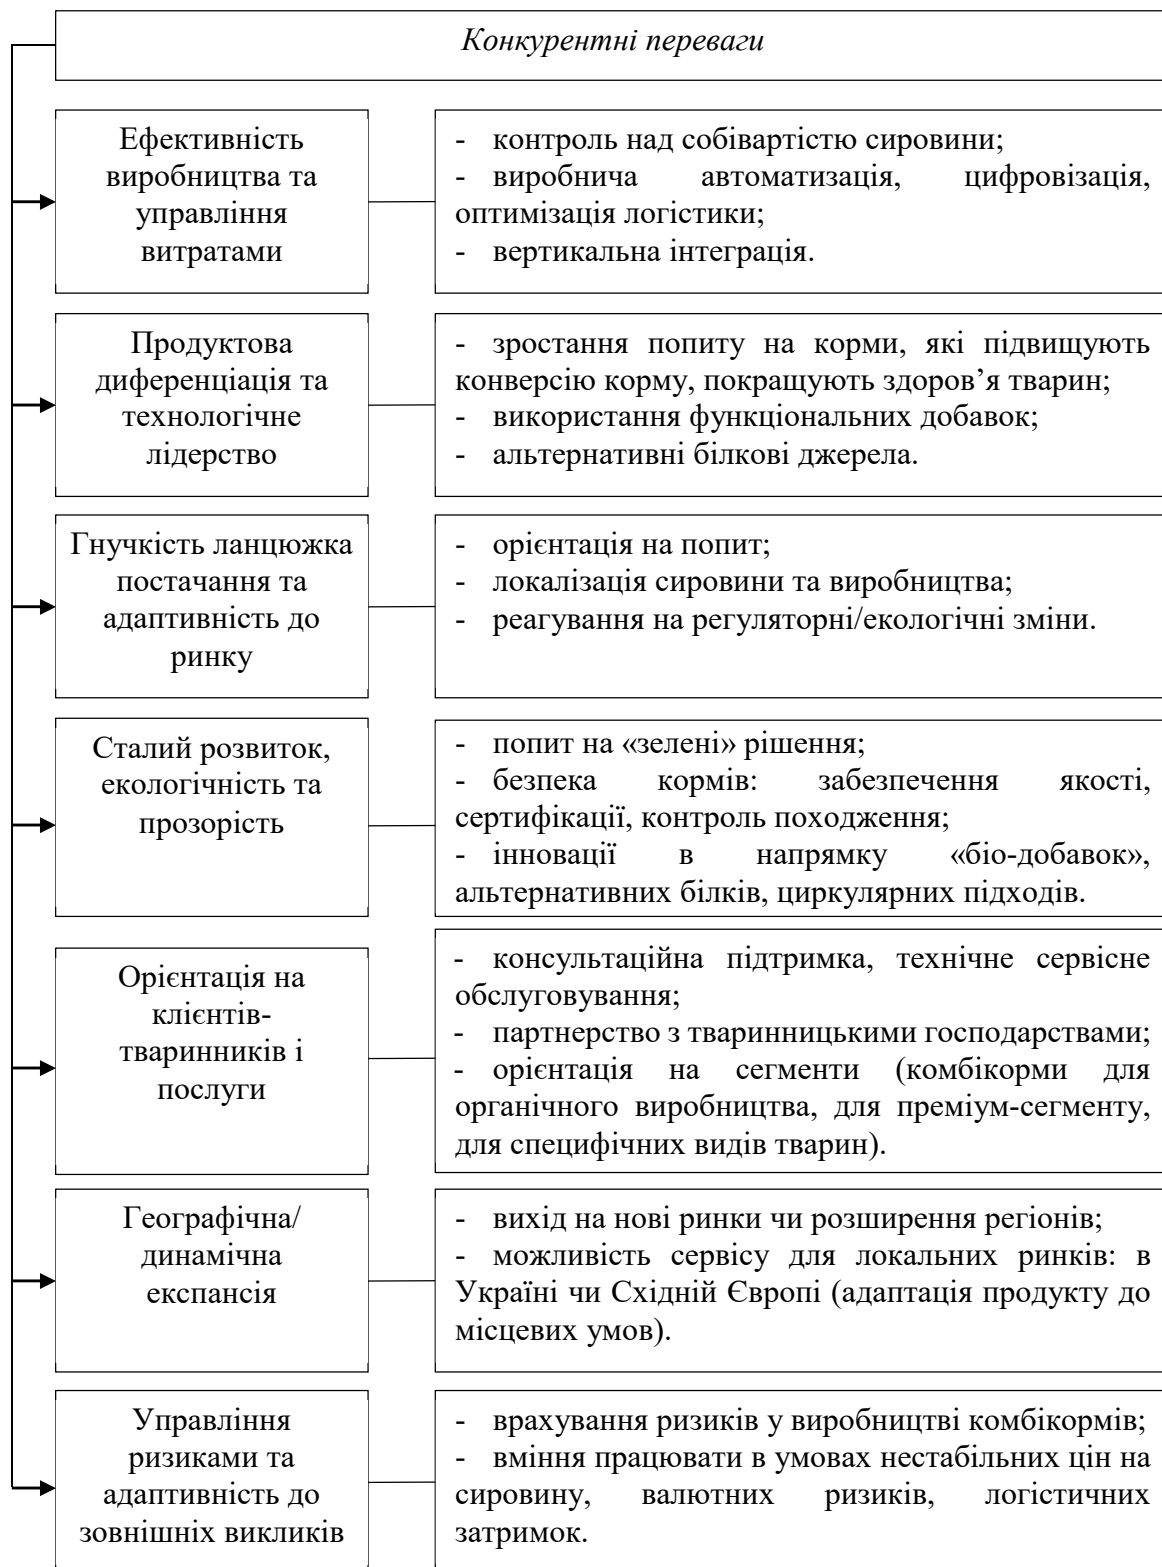 Конкурентні переваги
Ефективність
виробництва та
управління
витратами
- контроль над собівартістю сировини;
- виробнича автоматизація, цифровізація,
оптимізація логістики;
- вертикальна інтеграція.
Продуктова
диференціація та
технологічне
лідерство
- зростання попиту на корми, які підвищують
конверсію корму, покращують здоров’я тварин;
- використання функціональних добавок;
- альтернативні білкові джерела.
Гнучкість ланцюжка
постачання та
адаптивність до
ринку
- орієнтація на попит;
- локалізація сировини та виробництва;
- реагування на регуляторні/екологічні зміни.
Сталий розвиток,
екологічність та
прозорість
- попит на «зелені» рішення;
- безпека кормів: забезпечення якості,
сертифікації, контроль походження;
- інновації в напрямку «біо-добавок»,
альтернативних білків, циркулярних підходів.
Орієнтація на
клієнтів-
тваринників і
послуги
- консультаційна підтримка, технічне сервісне
обслуговування;
- партнерство з тваринницькими господарствами;
- орієнтація на сегменти (комбікорми для
органічного виробництва, для преміум-сегменту,
для специфічних видів тварин).
Географічна/
динамічна
експансія
- вихід на нові ринки чи розширення регіонів;
- можливість сервісу для локальних ринків: в
Україні чи Східній Європі (адаптація продукту до
місцевих умов).
Управління
ризиками та
адаптивність до
зовнішніх викликів
- врахування ризиків у виробництві комбікормів;
- вміння працювати в умовах нестабільних цін на
сировину, валютних ризиків, логістичних
затримок.